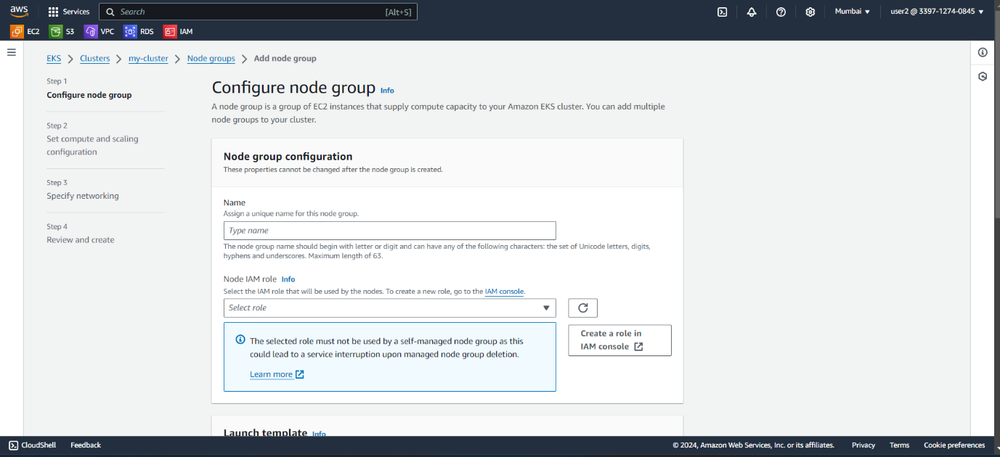 aws Services Search [Alt+S] Mumbai user2 @ 3397-1274-0845
EC2 S3 VPC RDS IAM
EKS Clusters my-cluster Node groups Add node group
Step 1
Configure node group
Step 2
Set compute and scaling
configuration
Step 3
Specify networking
Step 4
Review and create
Configure node group Info
A node group is a group of EC2 instances that supply compute capacity to your Amazon EKS cluster. You can add multiple
node groups to your cluster.
Node group configuration
These properties cannot be changed after the node group is created.
Name
Assign a unique name for this node group.
Type name
The node group name should begin with letter or digit and can have any of the following characters: the set of Unicode letters, digits,
hyphens and underscores. Maximum length of 63.
Node IAM role Info
Select the IAM role that will be used by the nodes. To create a new role, go to the IAM console.
Select role
The selected role must not be used by a self-managed node group as this
could lead to a service interruption upon managed node group deletion.
Learn more
Create a role in
IAM console
Launch template Info
CloudShell Feedback © 2024, Amazon Web Services, Inc. or its affiliates. Privacy Terms Cookie preferences